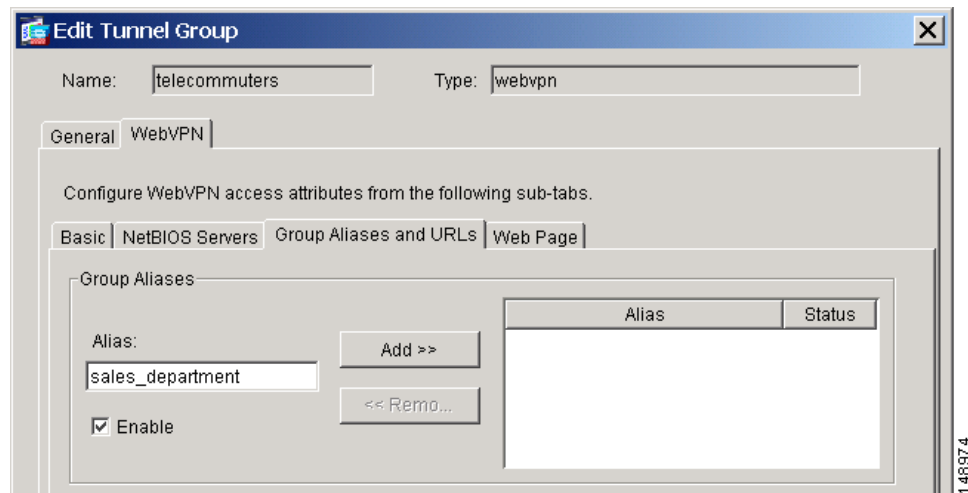 Edit Tunnel Group
Name: telecommuters Type: webvpn
General WebVPN
Configure WebVPN access attributes from the following sub-tabs.
Basic NetBIOS Servers Group Aliases and URLs Web Page
Group Aliases
Alias Status
Alias:
Add >>
sales_department
<< Remo...
Enable
148974